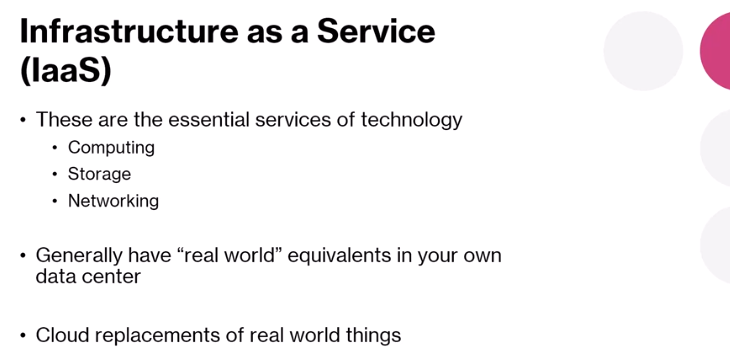 Infrastructure as a Service
(IaaS)
• These are the essential services of technology
• Computing
• Storage
• Networking
• Generally have “real world” equivalents in your own
data center
• Cloud replacements of real world things